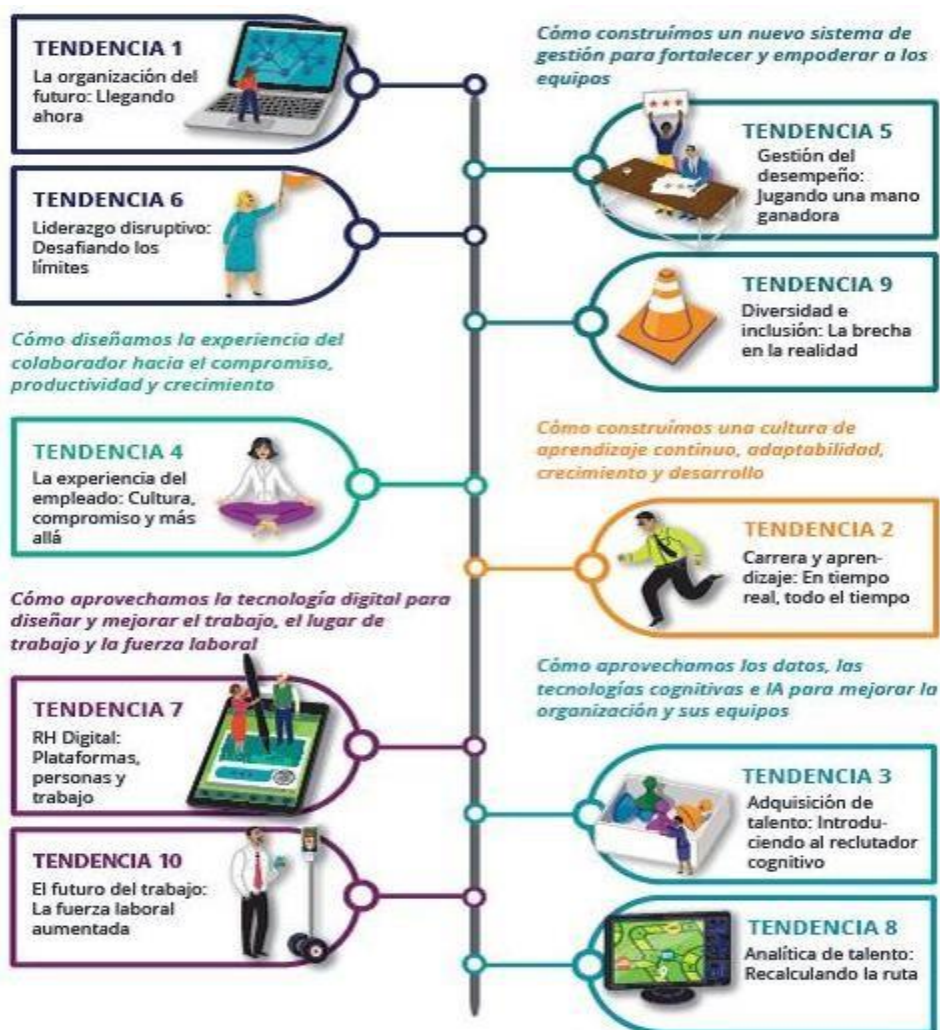 TENDENCIA 1
La organización del
futuro: Llegando
ahora
TENDENCIA 6
Liderazgo disruptivo:
Desafiando los
límites
Cómo diseñamos la experiencia del
colaborador hacia el compromiso,
productividad y crecimiento
TENDENCIA 4
La experiencia del
empleado: Cultura,
compromiso y más
allá
Cómo aprovechamos la tecnología digital para
diseñar y mejorar el trabajo, el lugar de
trabajo y la fuerza laboral
TENDENCIA 7
RH Digital:
Plataformas,
personas y
trabajo
TENDENCIA 10
El futuro del trabajo:
La fuerza laboral
aumentada
Cómo construímos un nuevo sistema de
gestión para fortalecer y empoderar a los
equipos
TENDENCIA 5
Gestión del
desempeño:
Jugando una mano
ganadora
TENDENCIA 9
Diversidad e
inclusión: La brecha
en la realidad
Cómo construímos una cultura de
aprendizaje continuo, adaptabilidad,
crecimiento y desarrollo
TENDENCIA 2
Carrera y apren-
dizaje: En tiempo
real, todo el tiempo
Cómo aprovechamos los datos, las
tecnologías cognitivas e IA para mejorar la
organización y sus equipos
TENDENCIA 3
Adquisición de
talento: Introdu-
ciendo al reclutador
cognitivo
TENDENCIA 8
Analítica de talento:
Recalculando la ruta